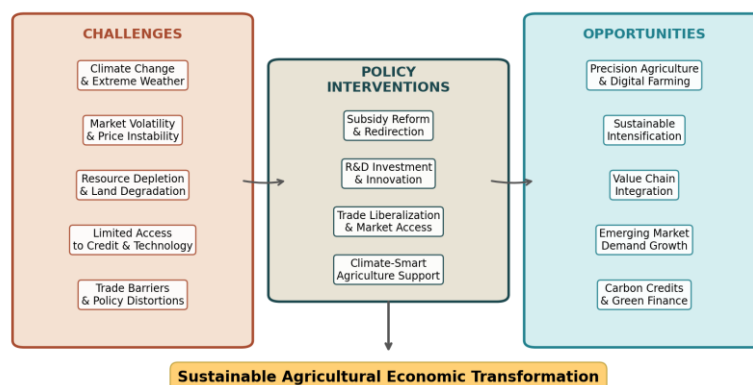 CHALLENGES
Climate Change
& Extreme Weather
Market Volatility
& Price Instability
Resource Depletion
& Land Degradation
Limited Access
to Credit & Technology
Trade Barriers
& Policy Distortions
POLICY
INTERVENTIONS
Subsidy Reform
& Redirection
R&D Investment
& Innovation
Trade Liberalization
& Market Access
Climate-Smart
Agriculture Support
OPPORTUNITIES
Precision Agriculture
& Digital Farming
Sustainable
Intensification
Value Chain
Integration
Emerging Market
Demand Growth
Carbon Credits
& Green Finance
Sustainable Agricultural Economic Transformation